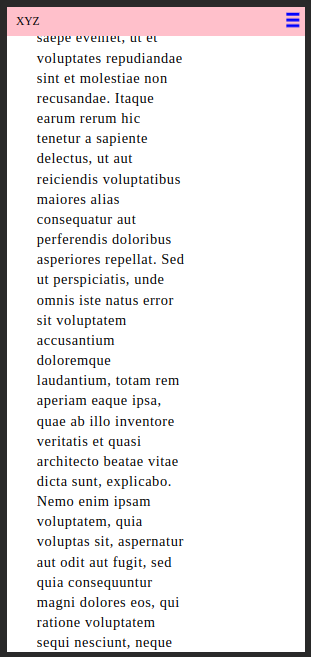 XYZ
saepe eveniet, ut et
voluptates repudiandae
sint et molestiae non
recusandae. Itaque
earum rerum hic
tenetur a sapiente
delectus, ut aut
reiciendis voluptatibus
maiores alias
consequatur aut
perferendis doloribus
asperiores repellat. Sed
ut perspiciatis, unde
omnis iste natus error
sit voluptatem
accusantium
doloremque
laudantium, totam rem
aperiam eaque ipsa,
quae ab illo inventore
veritatis et quasi
architecto beatae vitae
dicta sunt, explicabo.
Nemo enim ipsam
voluptatem, quia
voluptas sit, aspernatur
aut odit aut fugit, sed
quia consequuntur
magni dolores eos, qui
ratione voluptatem
sequi nesciunt, neque